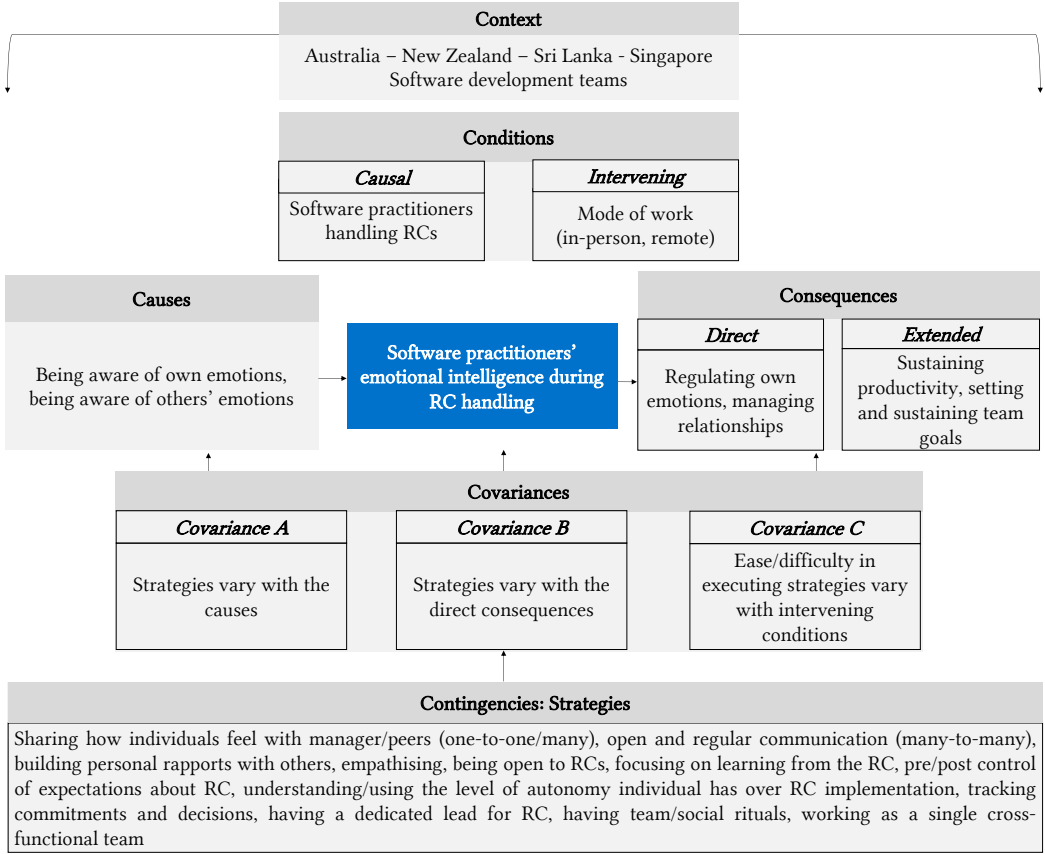 Context
Australia – New Zealand – Sri Lanka - Singapore
Software development teams
Conditions
Causal
Software practitioners
handling RCs
Intervening
Mode of work
(in-person, remote)
Causes
Being aware of own emotions,
being aware of others’ emotions
Software practitioners’
emotional intelligence during
RC handling
Consequences
Direct
Regulating own
emotions, managing
relationships
Extended
Sustaining
productivity, setting
and sustaining team
goals
Covariances
Covariance A
Strategies vary with the
causes
Covariance B
Strategies vary with the
direct consequences
Covariance C
Ease/difficulty in
executing strategies vary
with intervening
conditions
Contingencies: Strategies
Sharing how individuals feel with manager/peers (one-to-one/many), open and regular communication (many-to-many),
building personal rapports with others, empathising, being open to RCs, focusing on learning from the RC, pre/post control
of expectations about RC, understanding/using the level of autonomy individual has over RC implementation, tracking
commitments and decisions, having a dedicated lead for RC, having team/social rituals, working as a single cross-
functional team